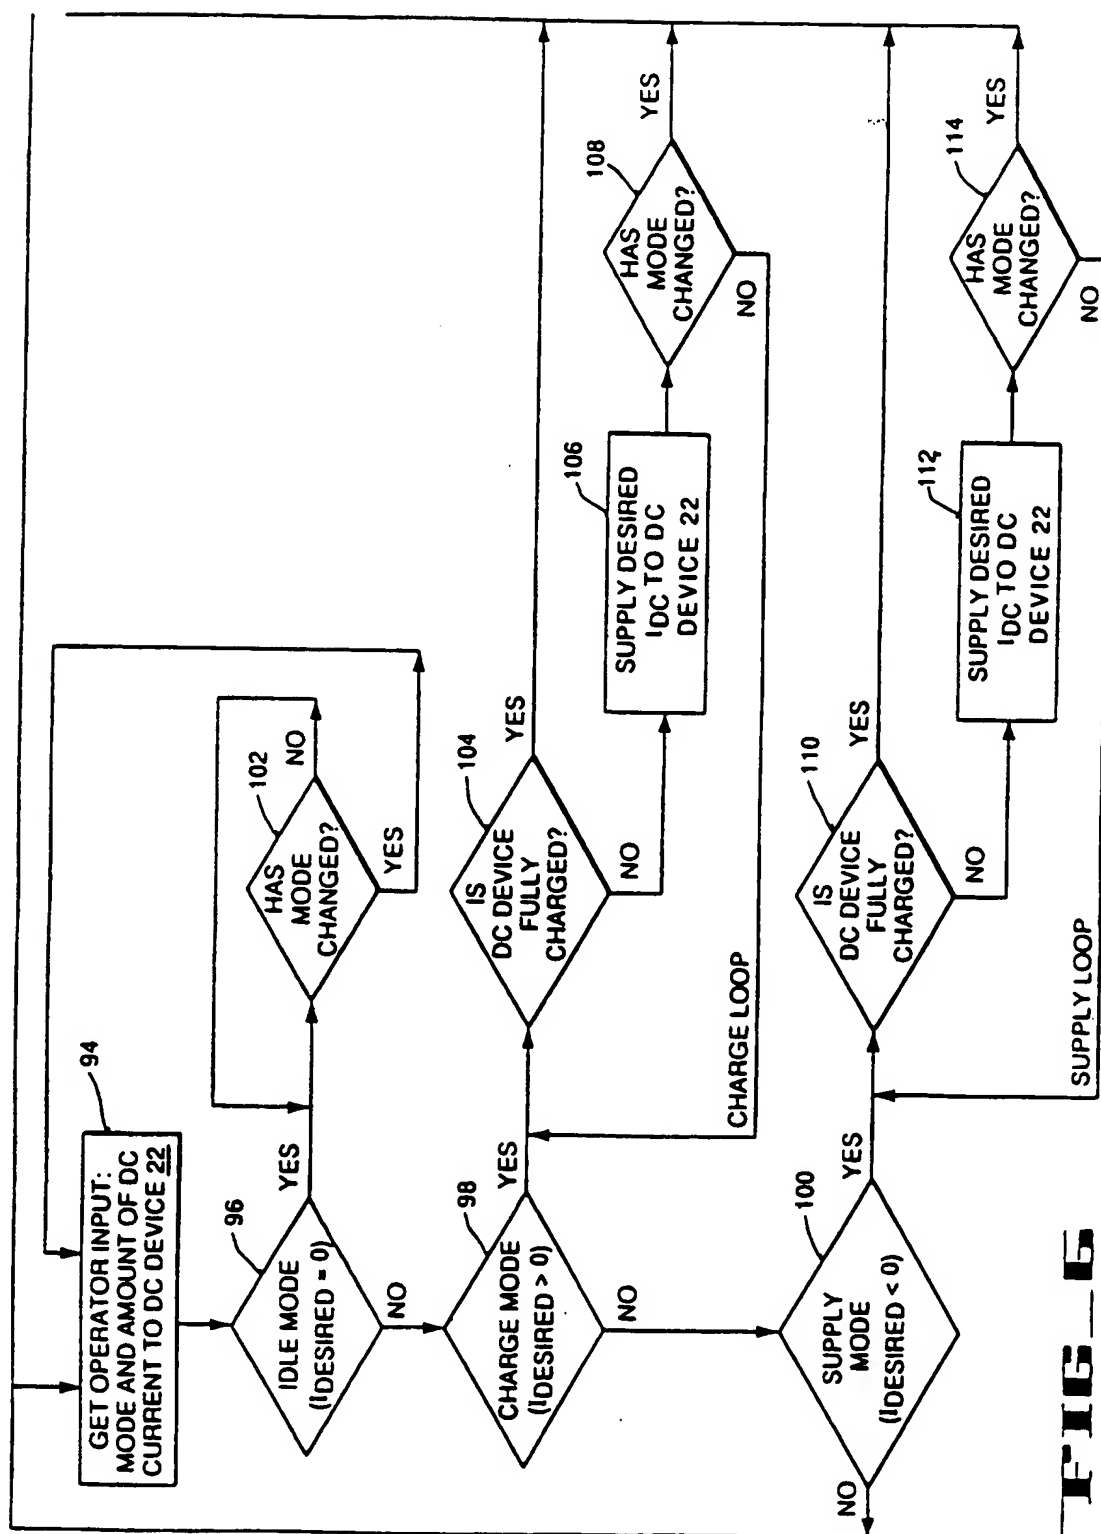 94
GET OPERATOR INPUT:
MODE AND AMOUNT OF DC
CURRENT TO DC DEVICE 22
96
IDLE MODE
(IDESIRED = 0)
YES
NO
102
HAS
MODE
CHANGED?
NO
YES
98
CHARGE MODE
(IDESIRED > 0)
YES
NO
104
IS
DC DEVICE
FULLY
CHARGED?
YES
NO
106
SUPPLY DESIRED
IDC TO DC
DEVICE 22
108
HAS
MODE
CHANGED?
YES
NO
CHARGE LOOP
100
SUPPLY
MODE
(IDESIRED < 0)
YES
NO
110
IS
DC DEVICE
FULLY
CHARGED?
YES
NO
112
SUPPLY DESIRED
IDC TO DC
DEVICE 22
114
HAS
MODE
CHANGED?
YES
NO
SUPPLY LOOP